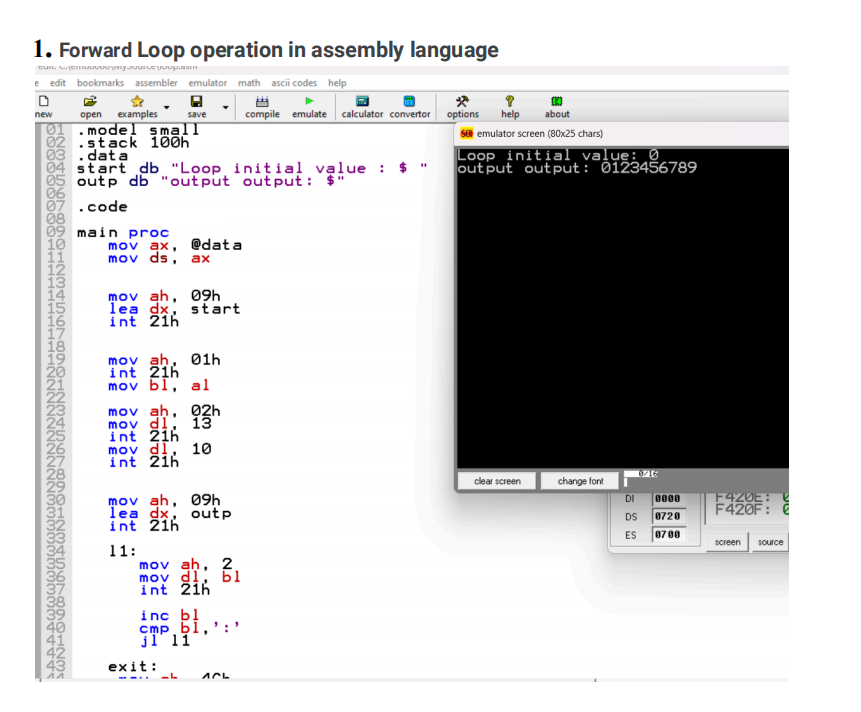 1. Forward Loop operation in assembly language
edit bookmarks assembler emulator math ascii codes help
new open examples save compile emulate calculator convertor options help about
01 .model small
02 .stack 100h
03 .data
04 start db "Loop initial value : $ "
05 outp db "output output: $"
06
07 .code
08
09 main proc
10 mov ax, @data
11 mov ds, ax
12
13
14 mov ah, 09h
15 lea dx, start
16 int 21h
17
18
19 mov ah, 01h
20 int 21h
21 mov bl, al
22
23 mov ah, 02h
24 mov dl, 13
25 int 21h
26 mov dl, 10
27 int 21h
28
29
30 mov ah, 09h
31 lea dx, outp
32 int 21h
33
34 l1:
35 mov ah, 2
36 mov dl, bl
37 int 21h
38
39 inc bl
40 cmp bl,':'
41 jl l1
42
43 exit:
emulator screen (80x25 chars)
Loop initial value: 0
output output: 0123456789
clear screen change font 0/16
DI 0000 F420E:
DS 0720 F420F:
ES 0700
screen source